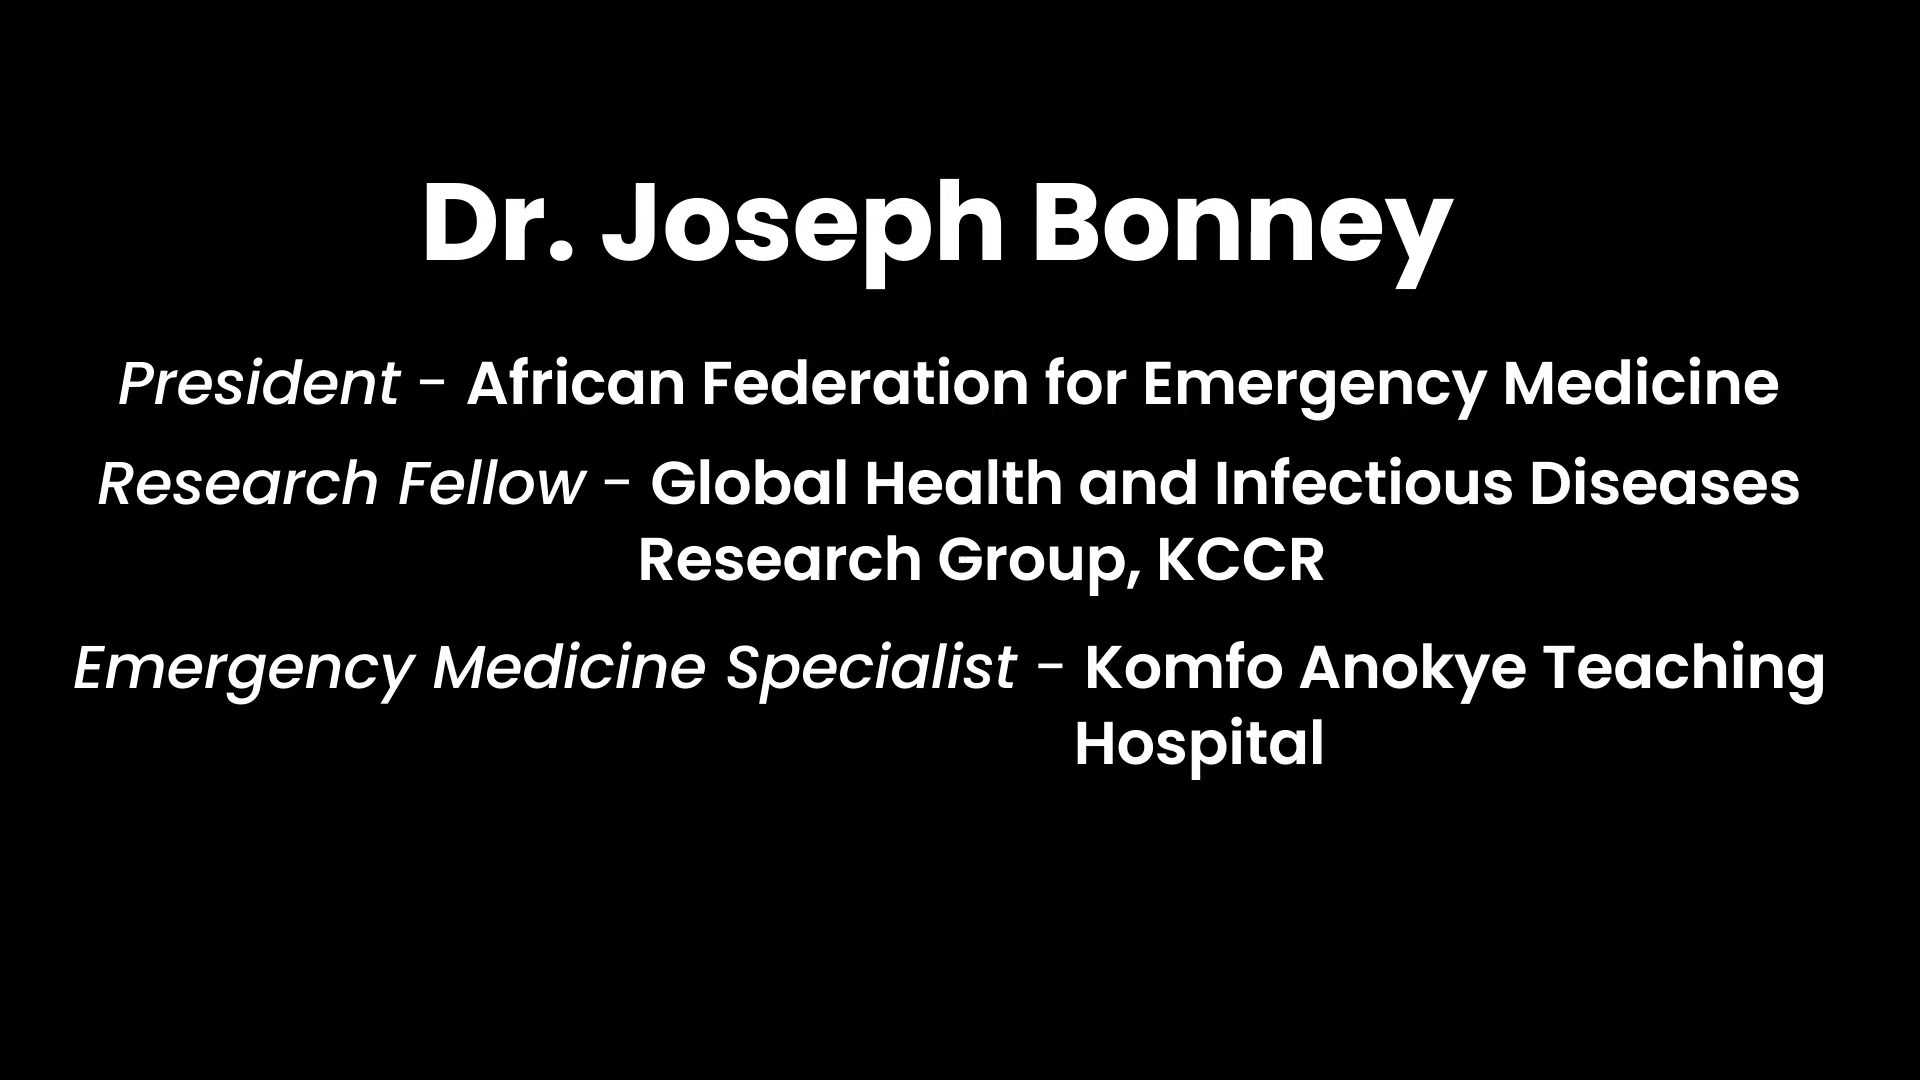 Dr. Joseph Bonney
President - African Federation for Emergency Medicine
Research Fellow - Global Health and Infectious Diseases
Research Group, KCCR
Emergency Medicine Specialist - Komfo Anokye Teaching
Hospital